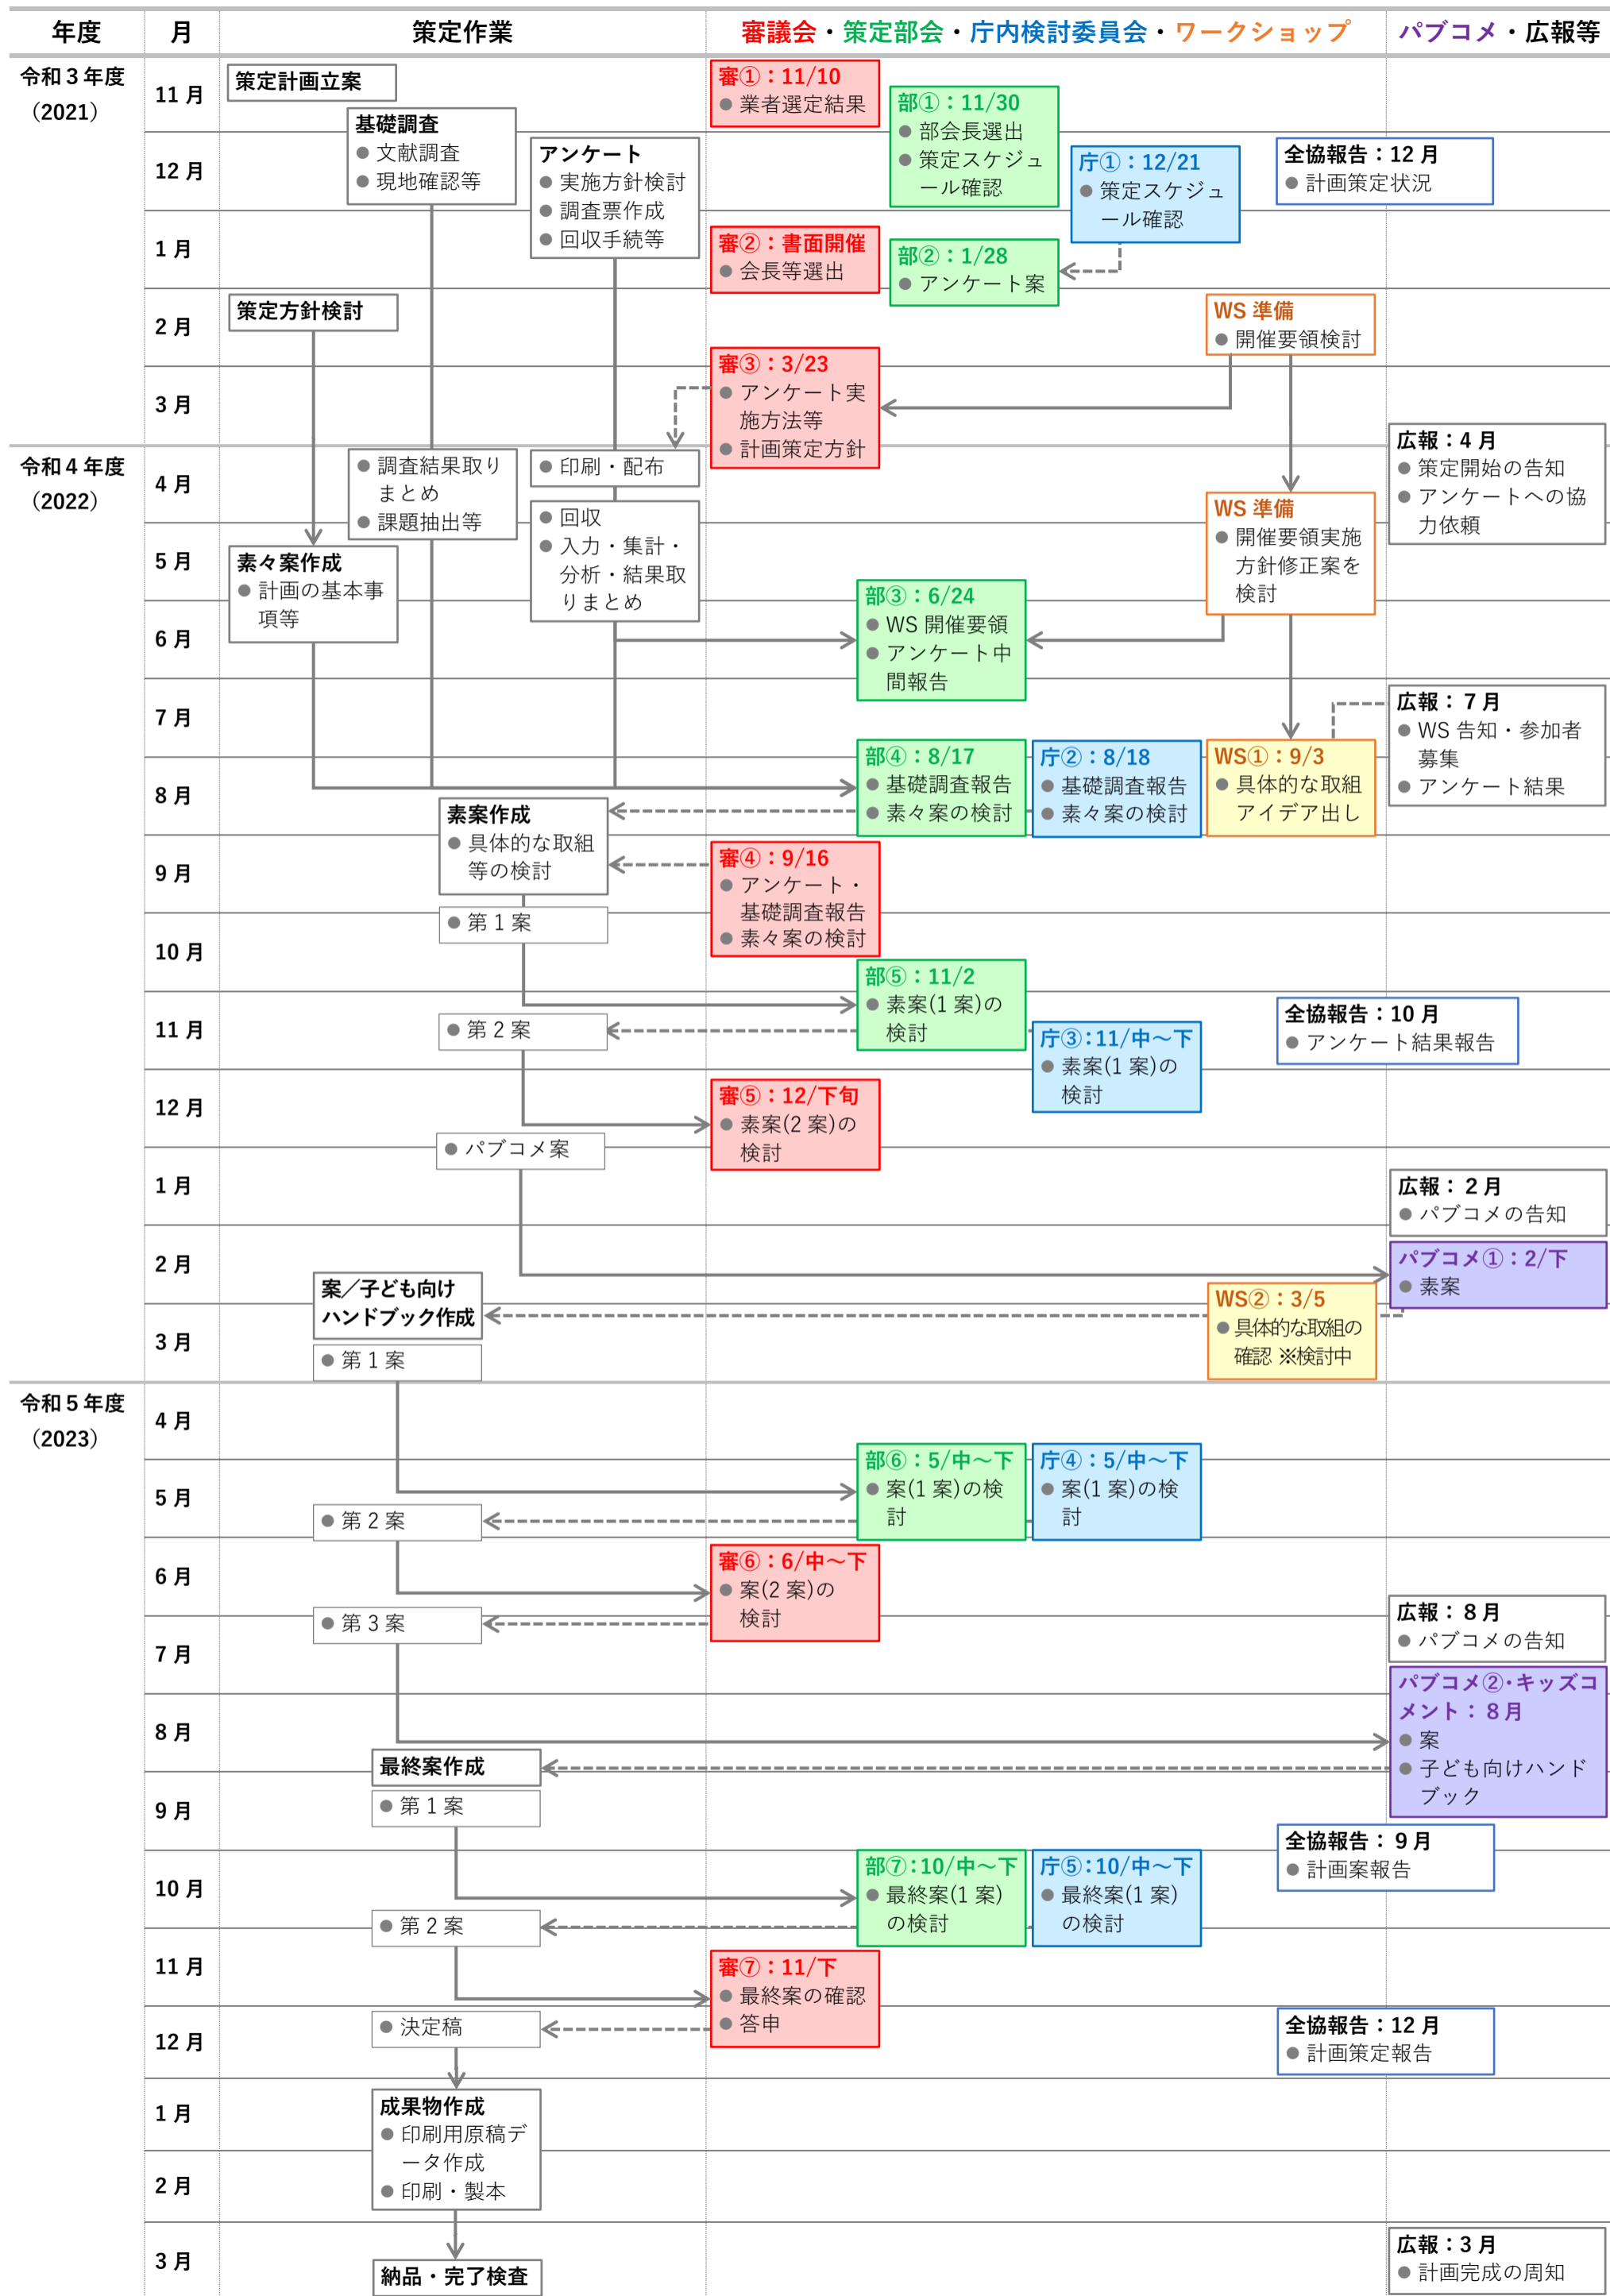 年度
月
策定作業
審議会・策定部会・庁内検討委員会・ワークショップ
パブコメ・広報等
令和３年度
（2021）
11 月
策定計画立案
審①：11/10
● 業者選定結果
基礎調査
● 文献調査
● 現地確認等
部①：11/30
● 部会長選出
● 策定スケジュ
ール確認
12 月
アンケート
● 実施方針検討
● 調査票作成
● 回収手続等
庁①：12/21
● 策定スケジュ
ール確認
全協報告：12 月
● 計画策定状況
1 月
審②：書面開催
● 会長等選出
部②：1/28
● アンケート案
2 月
策定方針検討
WS 準備
● 開催要領検討
3 月
審③：3/23
● アンケート実
施方法等
● 計画策定方針
令和４年度
（2022）
4 月
● 調査結果取り
まとめ
● 課題抽出等
● 印刷・配布
● 回収
● 入力・集計・
分析・結果取
りまとめ
広報：4 月
● 策定開始の告知
● アンケートへの協
力依頼
WS 準備
● 開催要領実施
方針修正案を
検討
5 月
素々案作成
● 計画の基本事
項等
6 月
部③：6/24
● WS 開催要領
● アンケート中
間報告
7 月
広報：７月
● WS 告知・参加者
募集
● アンケート結果
8 月
部④：8/17
● 基礎調査報告
● 素々案の検討
庁②：8/18
● 基礎調査報告
● 素々案の検討
WS①：9/3
● 具体的な取組
アイデア出し
素案作成
● 具体的な取組
等の検討
9 月
審④：9/16
● アンケート・
基礎調査報告
● 素々案の検討
● 第１案
10 月
部⑤：11/2
● 素案(1 案)の
検討
11 月
● 第２案
庁③：11/中～下
● 素案(1 案)の
検討
全協報告：10 月
● アンケート結果報告
12 月
審⑤：12/下旬
● 素案(2 案)の
検討
● パブコメ案
1 月
広報：２月
● パブコメの告知
2 月
パブコメ①：2/下
● 素案
案／子ども向け
ハンドブック作成
WS②：3/5
● 具体的な取組の
確認 ※検討中
3 月
● 第１案
令和５年度
（2023）
4 月
部⑥：5/中～下
● 案(1 案)の検
討
庁④：5/中～下
● 案(1 案)の検
討
5 月
● 第２案
6 月
審⑥：6/中～下
● 案(2 案)の
検討
● 第３案
広報：８月
● パブコメの告知
7 月
パブコメ②・キッズコ
メント：８月
● 案
● 子ども向けハンド
ブック
8 月
最終案作成
9 月
● 第１案
全協報告：９月
● 計画案報告
10 月
部⑦：10/中～下
● 最終案(1 案)
の検討
庁⑤：10/中～下
● 最終案(1 案)
の検討
● 第２案
11 月
審⑦：11/下
● 最終案の確認
● 答申
12 月
● 決定稿
全協報告：12 月
● 計画策定報告
1 月
成果物作成
● 印刷用原稿デ
ータ作成
● 印刷・製本
2 月
3 月
納品・完了検査
広報：3 月
● 計画完成の周知